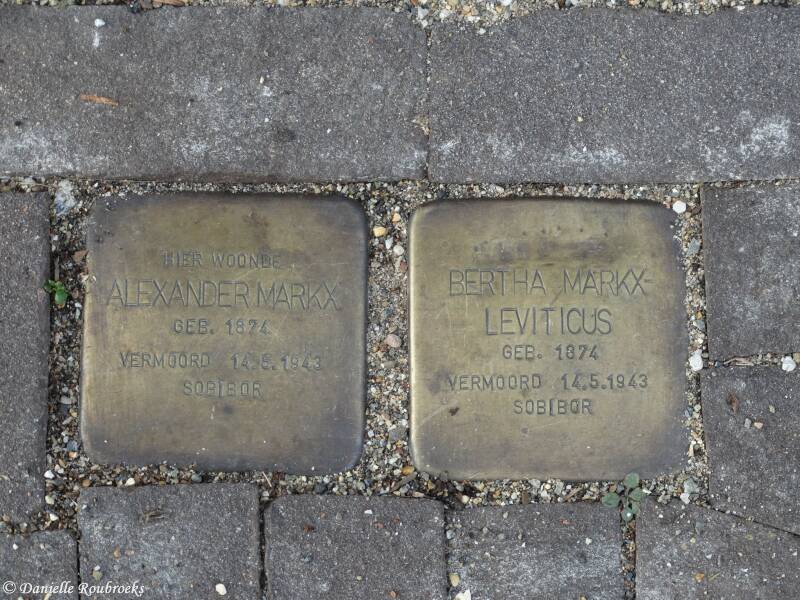 HIER WOONDE
ALEXANDER MARKX
GEB. 1874
VERMOORD 14.5.1943
SOBIBOR
BERTHA MARKX-
LEVITICUS
GEB. 1874
VERMOORD 14.5.1943
SOBIBOR
© Danielle Roubroeks